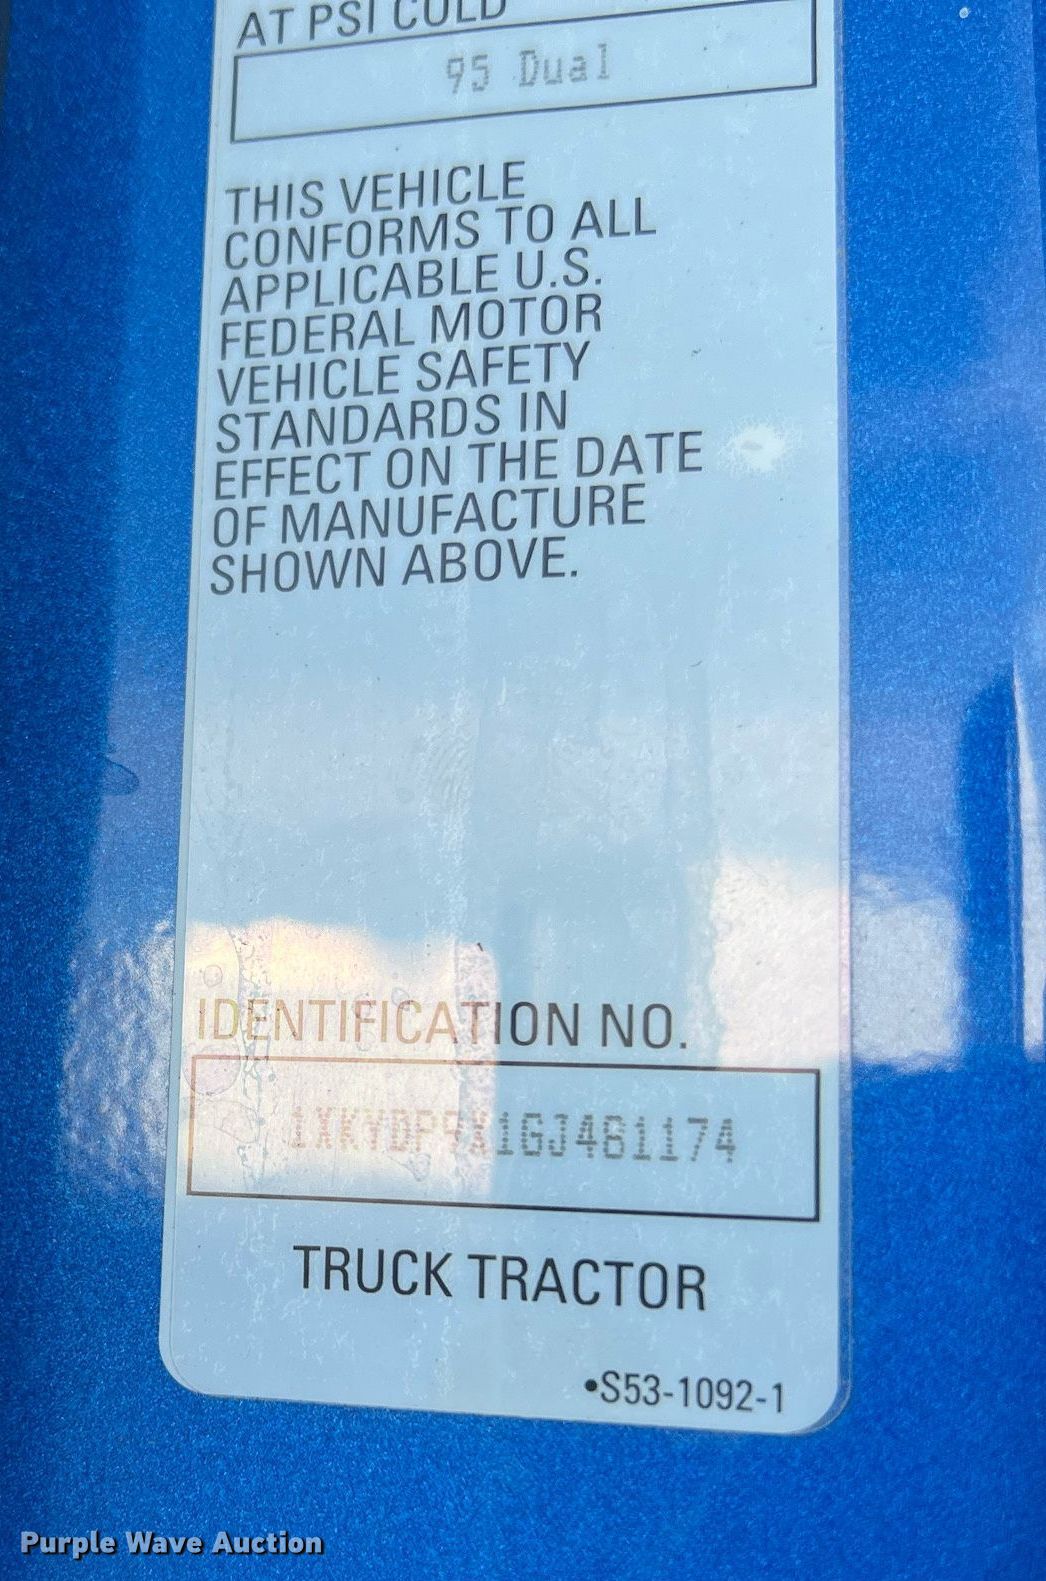 AT PSI COLD
95 Dual
THIS VEHICLE
CONFORMS TO ALL
APPLICABLE U.S.
FEDERAL MOTOR
VEHICLE SAFETY
STANDARDS IN
EFFECT ON THE DATE
OF MANUFACTURE
SHOWN ABOVE.
IDENTIFICATION NO.
1XKYDP9X1GJ461174
TRUCK TRACTOR
•S53-1092-1
Purple Wave Auction